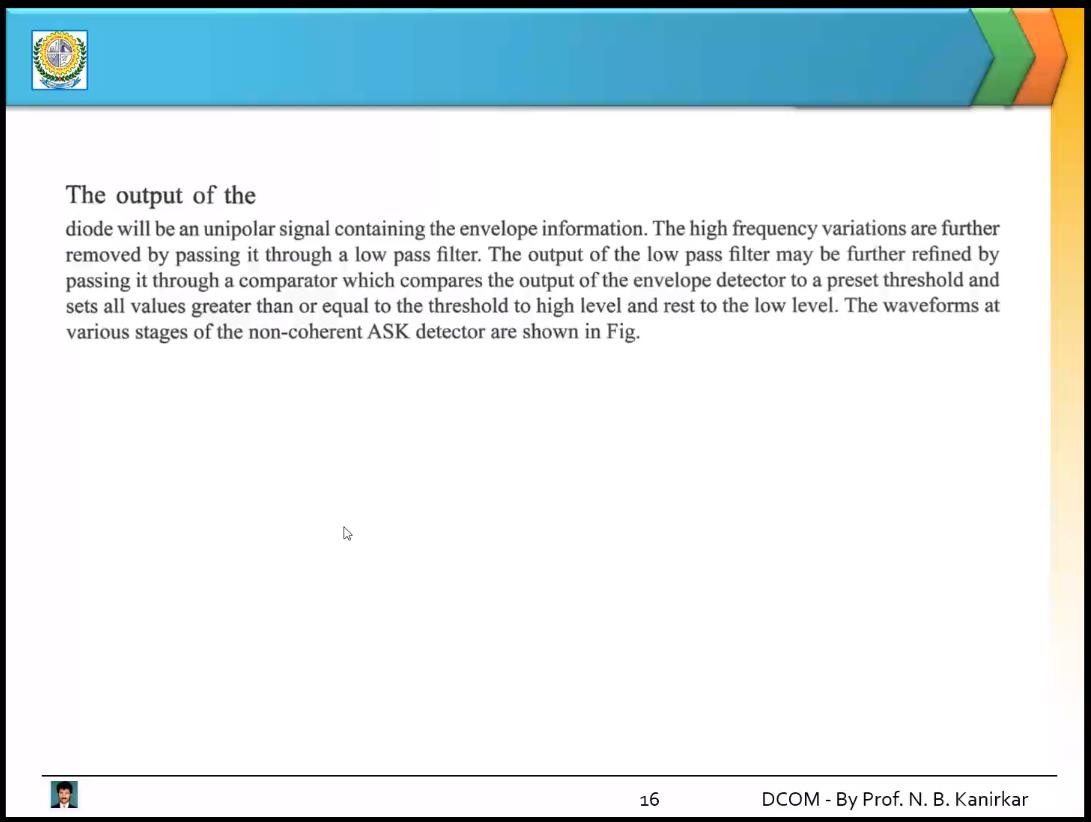 The output of the
diode will be an unipolar signal containing the envelope information. The high frequency variations are further
removed by passing it through a low pass filter. The output of the low pass filter may be further refined by
passing it through a comparator which compares the output of the envelope detector to a preset threshold and
sets all values greater than or equal to the threshold to high level and rest to the low level. The waveforms at
various stages of the non-coherent ASK detector are shown in Fig.
16
DCOM - By Prof. N. B. Kanirkar